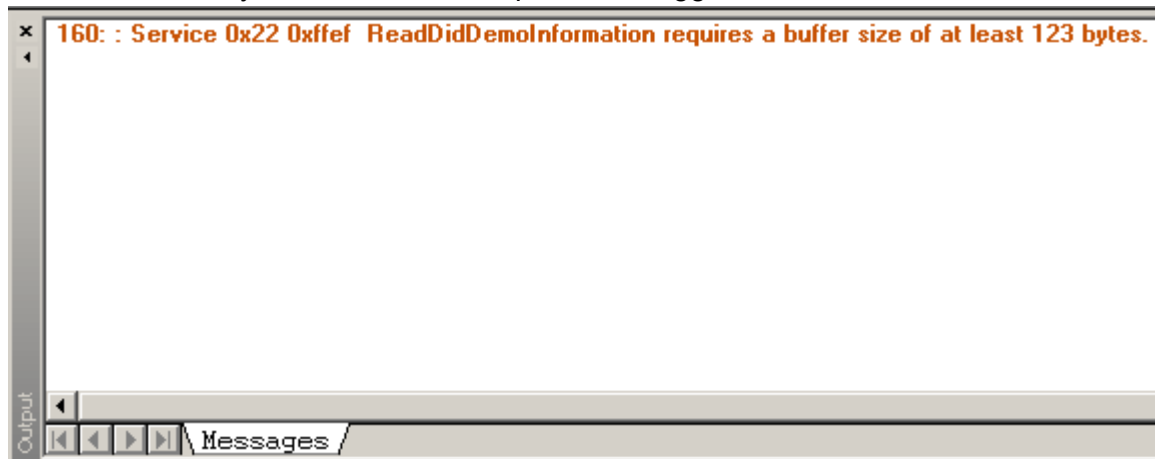 160: : Service 0x22 0xffef  ReadDidDemoInformation requires a buffer size of at least 123 bytes.
Output
Messages